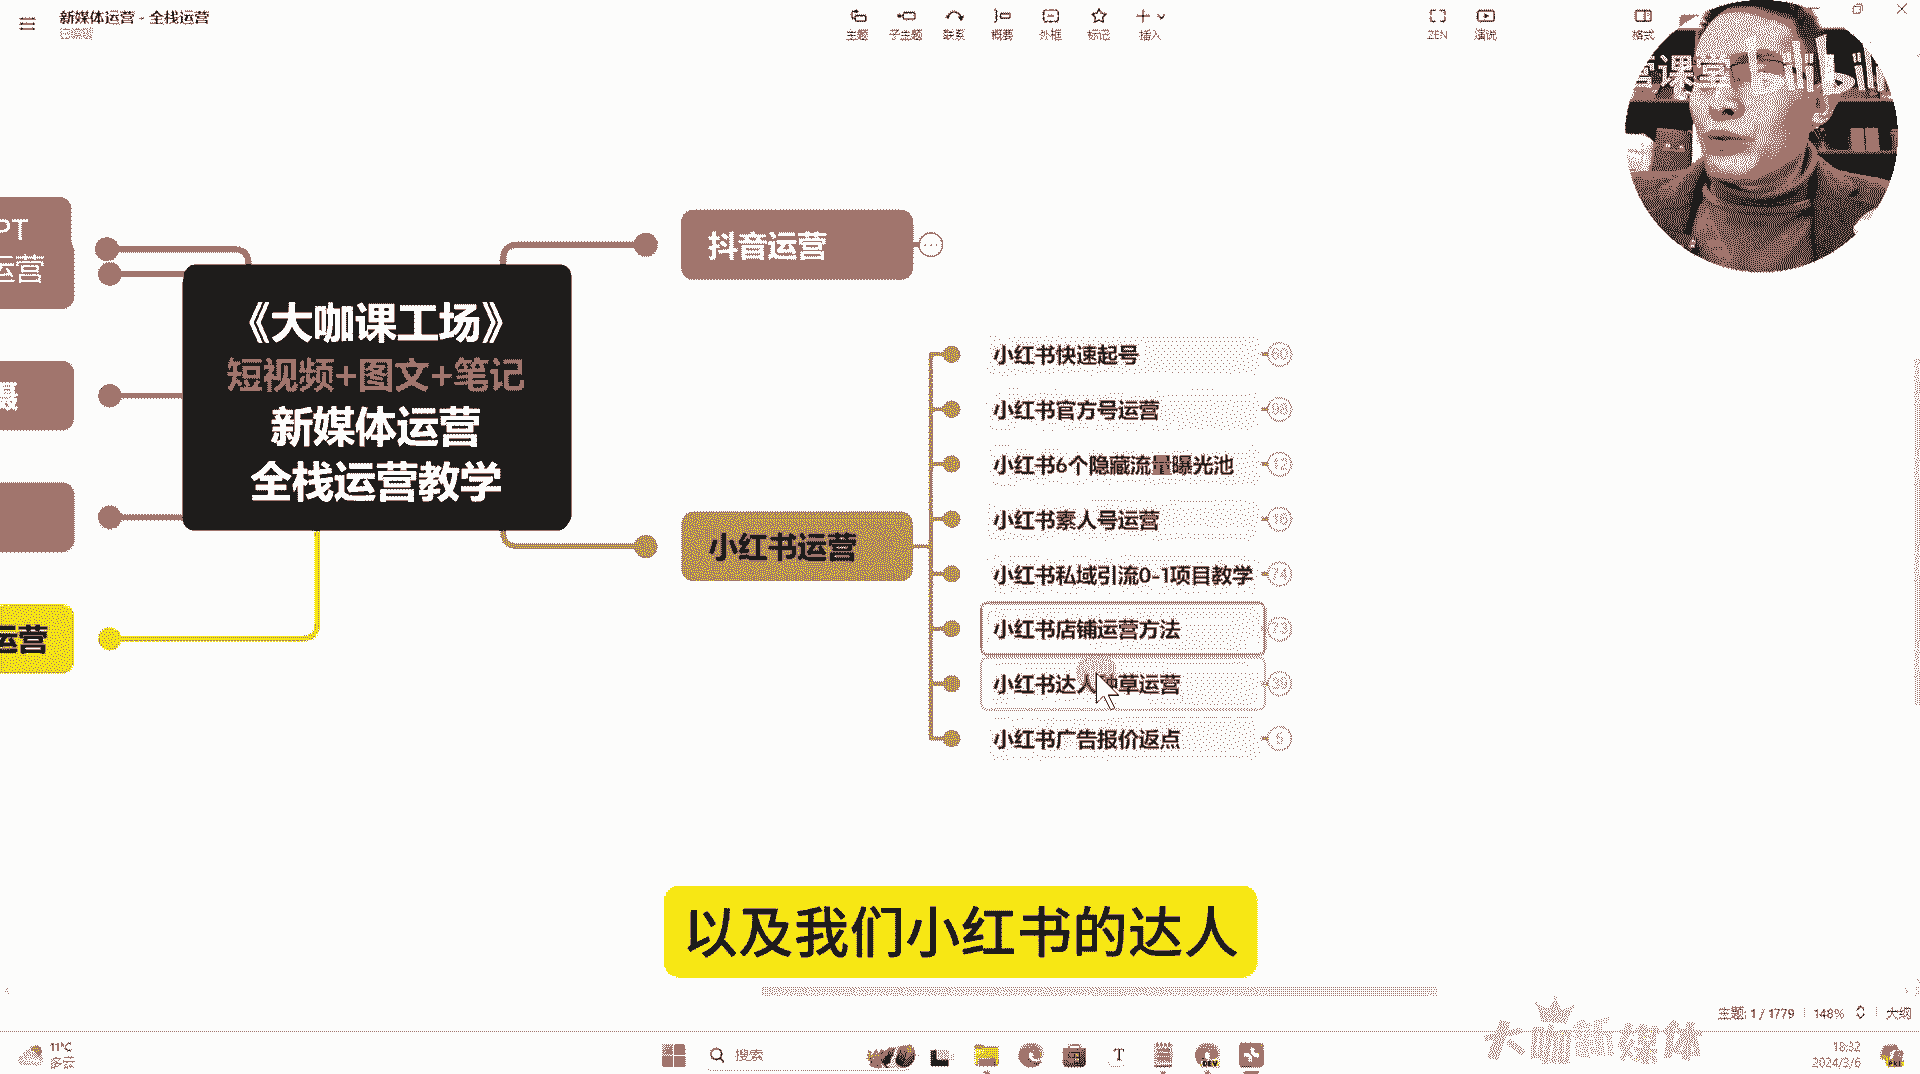 新媒体运营 - 全栈运营
已编辑
主题
子主题
联系
概要
外框
标记
插入
ZEN
演说
格式
营课堂
PT
运营
摄
运营
《大咖课工场》
短视频+图文+笔记
新媒体运营
全栈运营教学
抖音运营
小红书运营
小红书快速起号
60
小红书官方号运营
98
小红书6个隐藏流量曝光池
12
小红书素人号运营
16
小红书私域引流0-1项目教学
74
小红书店铺运营方法
73
小红书达人种草运营
39
小红书广告报价返点
5
以及我们小红书的达人
主题: 1 / 1779
148%
大纲
大咖新媒体
11°C
多云
搜索
18:32
2024/3/6